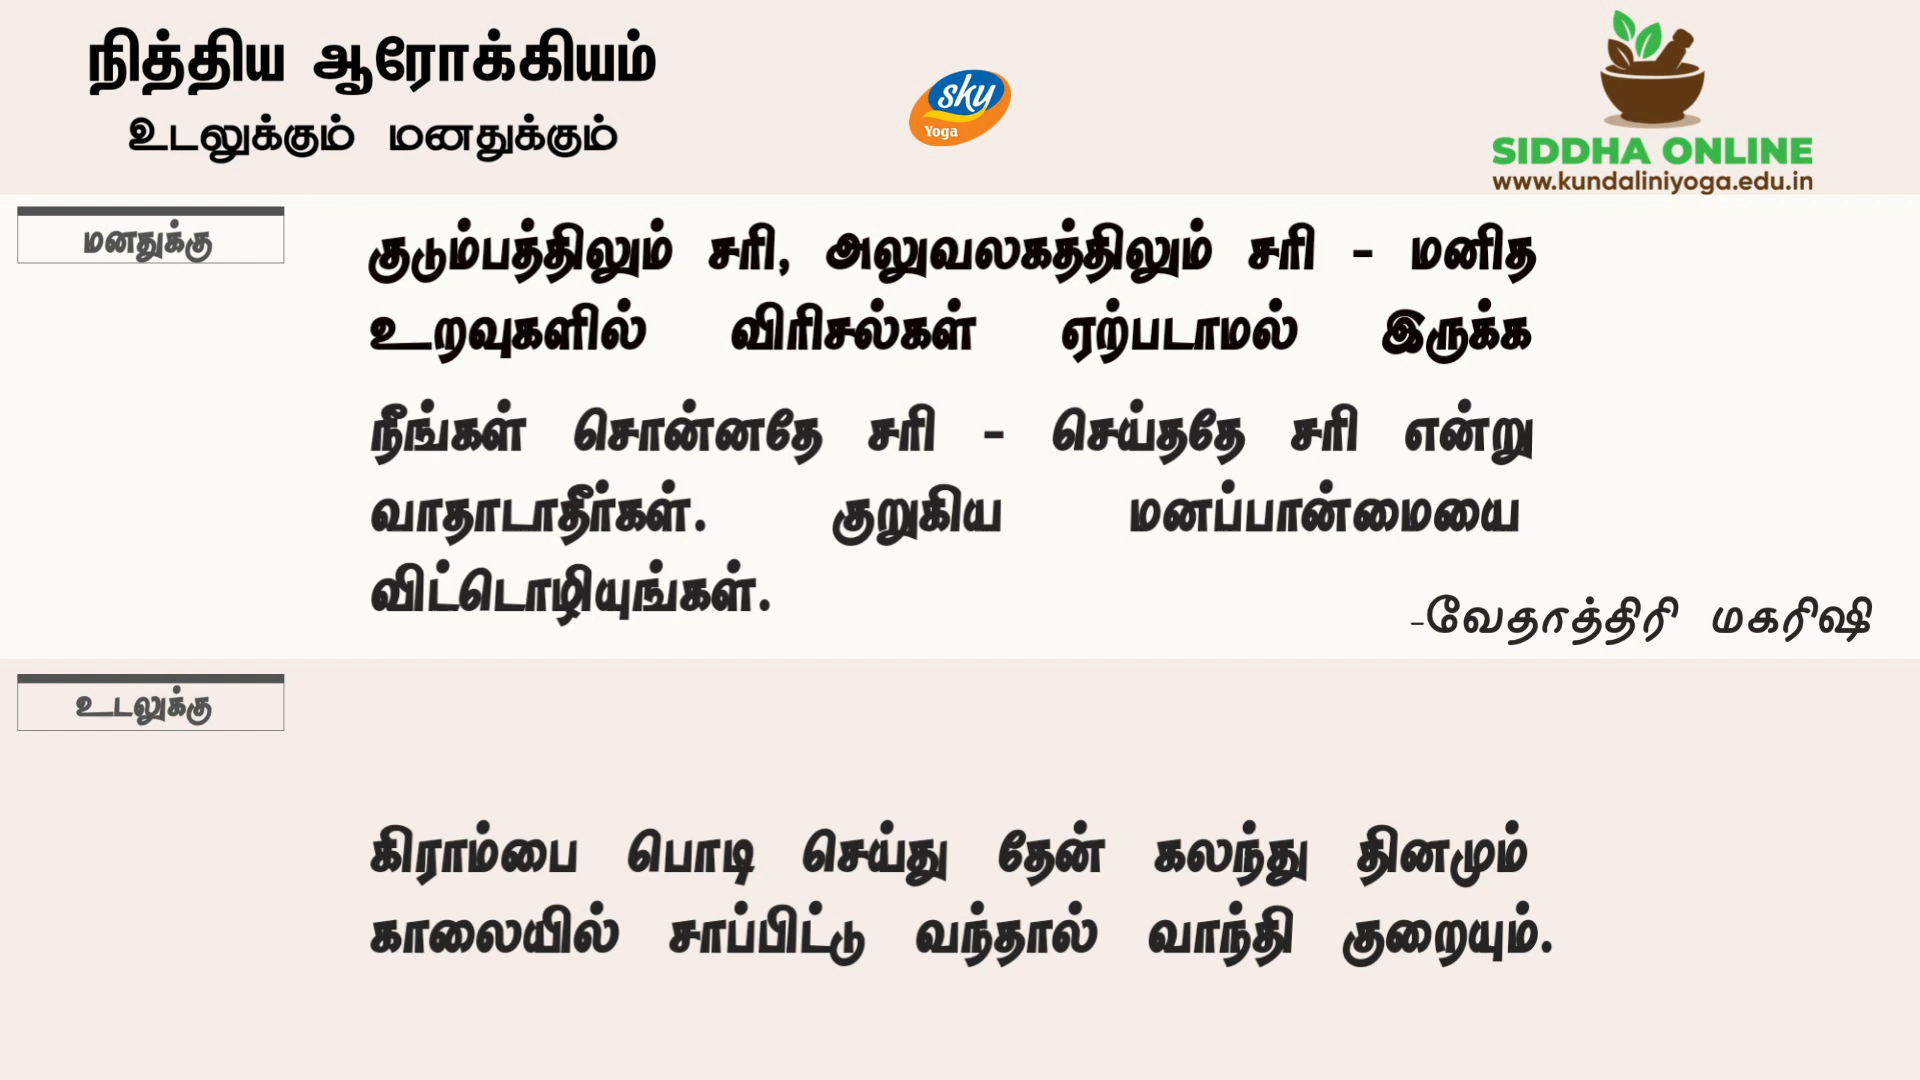 நித்திய ஆரோக்கியம்
உடலுக்கும் மனதுக்கும்
sky
Yoga
SIDDHA ONLINE
www.kundaliniyoga.edu.in
மனதுக்கு
குடும்பத்திலும் சரி, அலுவலகத்திலும் சரி - மனித
உறவுகளில் விரிசல்கள் ஏற்படாமல் இருக்க
நீங்கள் சொன்னதே சரி - செய்ததே சரி என்று
வாதாடாதீர்கள். குறுகிய மனப்பான்மையை
விட்டொழியுங்கள்.
-வேதாத்திரி மகரிஷி
உடலுக்கு
கிராம்பை பொடி செய்து தேன் கலந்து தினமும்
காலையில் சாப்பிட்டு வந்தால் வாந்தி குறையும்.